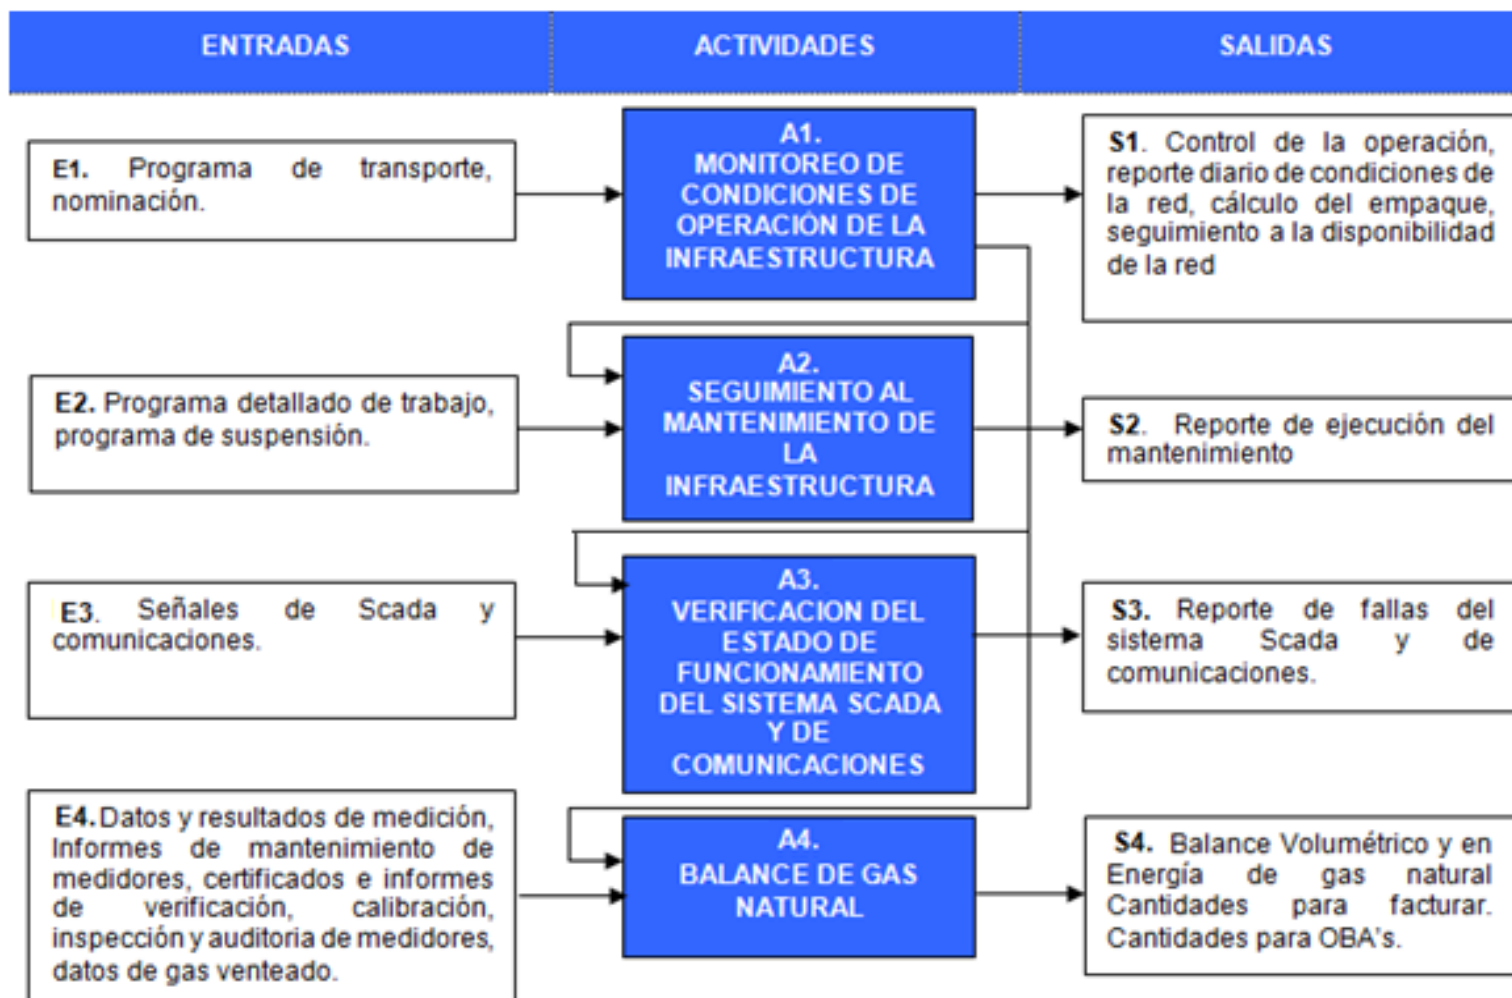 ENTRADAS
ACTIVIDADES
SALIDAS
E1. Programa de transporte,
nominación.
A1.
MONITOREO DE
CONDICIONES DE
OPERACIÓN DE LA
INFRAESTRUCTURA
S1. Control de la operación,
reporte diario de condiciones de
la red, cálculo del empaque,
seguimiento a la disponibilidad
de la red
E2. Programa detallado de trabajo,
programa de suspensión.
A2.
SEGUIMIENTO AL
MANTENIMIENTO DE
LA
INFRAESTRUCTURA
S2. Reporte de ejecución del
mantenimiento
E3. Señales de Scada y
comunicaciones.
A3.
VERIFICACION DEL
ESTADO DE
FUNCIONAMIENTO
DEL SISTEMA SCADA
Y DE
COMUNICACIONES
S3. Reporte de fallas del
sistema Scada y de
comunicaciones.
E4. Datos y resultados de medición,
Informes de mantenimiento de
medidores, certificados e informes
de verificación, calibración,
inspección y auditoria de medidores,
datos de gas venteado.
A4.
BALANCE DE GAS
NATURAL
S4. Balance Volumétrico y en
Energía de gas natural
Cantidades para facturar.
Cantidades para OBA's.